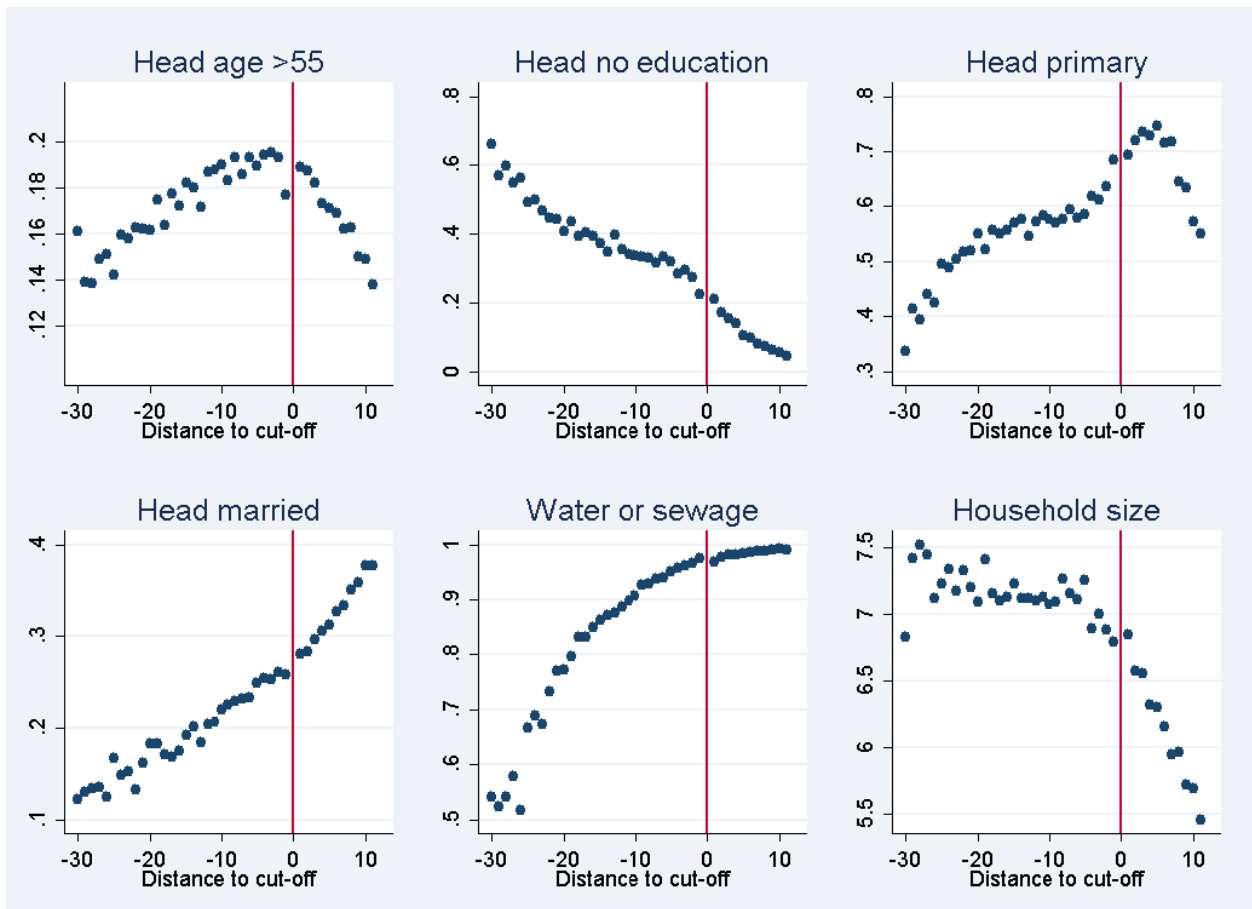 Head age >55
.2
.18
.16
.14
.12
-30 -20 -10 0 10
Distance to cut-off
Head no education
.8
.6
.4
.2
0
-30 -20 -10 0 10
Distance to cut-off
Head primary
.8
.7
.6
.5
.4
.3
-30 -20 -10 0 10
Distance to cut-off
Head married
.4
.3
.2
.1
-30 -20 -10 0 10
Distance to cut-off
Water or sewage
1
.9
.8
.7
.6
.5
-30 -20 -10 0 10
Distance to cut-off
Household size
7.5
7
6.5
6
5.5
-30 -20 -10 0 10
Distance to cut-off